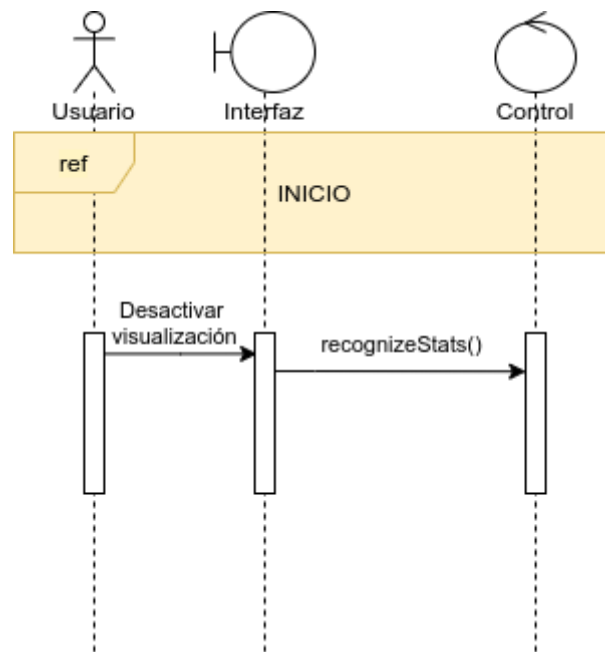 Usuario
Interfaz
Control
ref
INICIO
Desactivar
visualización
recognizeStats()